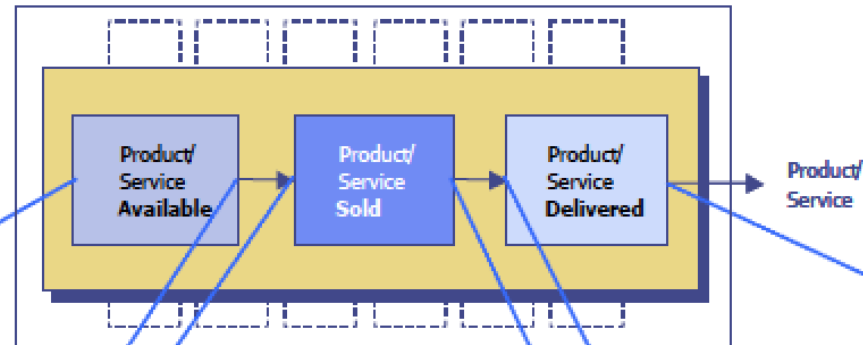 Product/
Service
Available
Product/
Service
Sold
Product/
Service
Delivered
Product/
Service